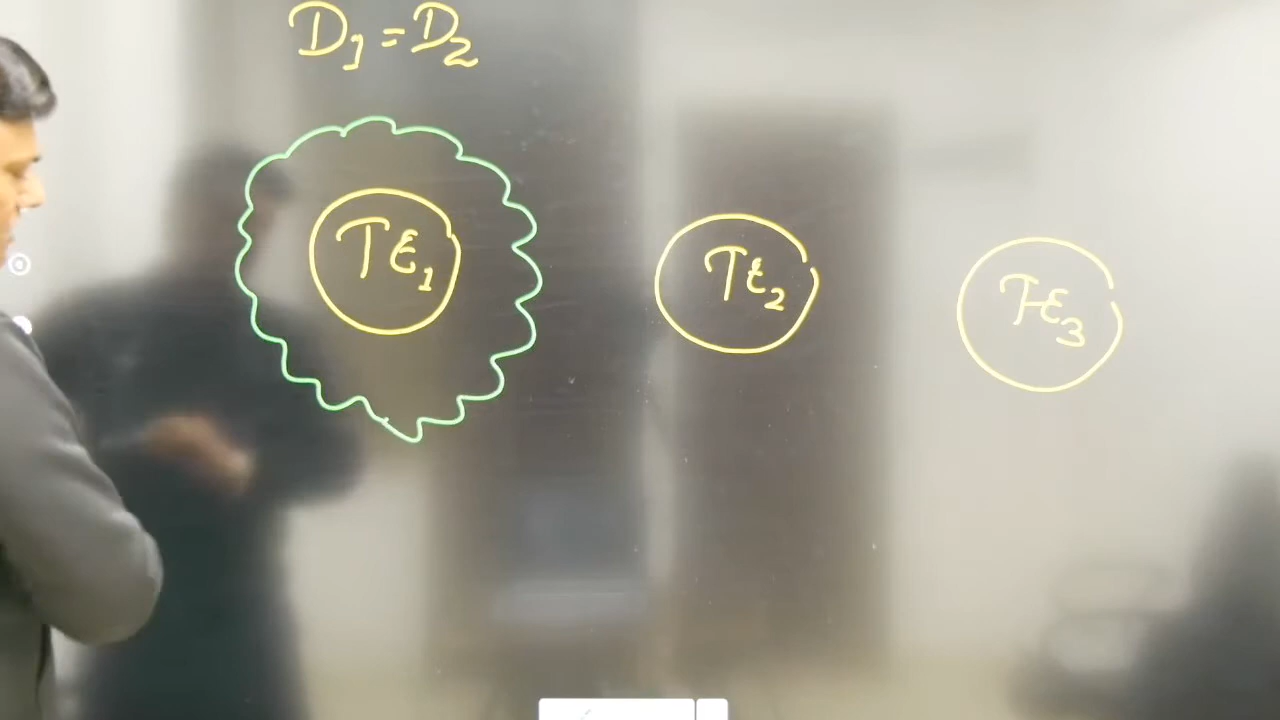 D₁ = D₂
TE₁
TE₂
TE₃